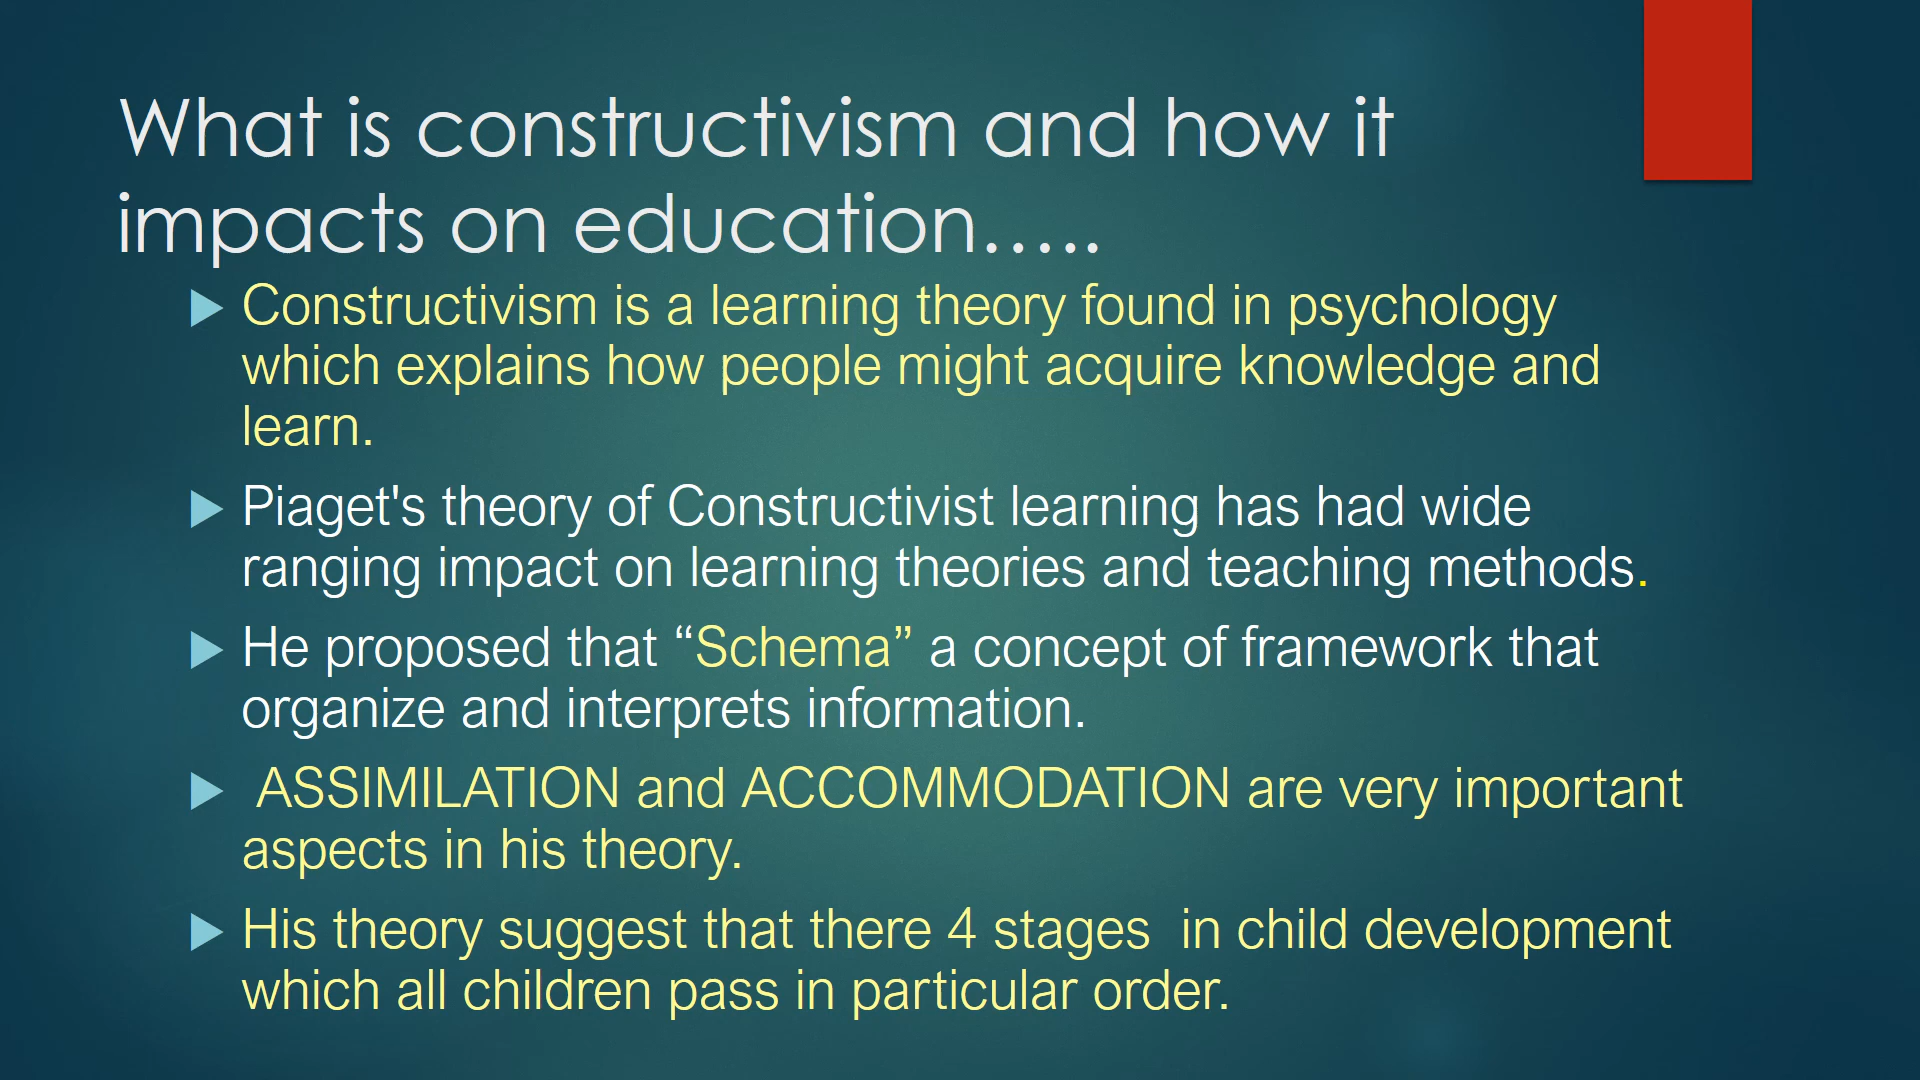 What is constructivism and how it
impacts on education.....
Constructivism is a learning theory found in psychology
which explains how people might acquire knowledge and
learn.
Piaget's theory of Constructivist learning has had wide
ranging impact on learning theories and teaching methods.
He proposed that “Schema” a concept of framework that
organize and interprets information.
ASSIMILATION and ACCOMMODATION are very important
aspects in his theory.
His theory suggest that there 4 stages  in child development
which all children pass in particular order.